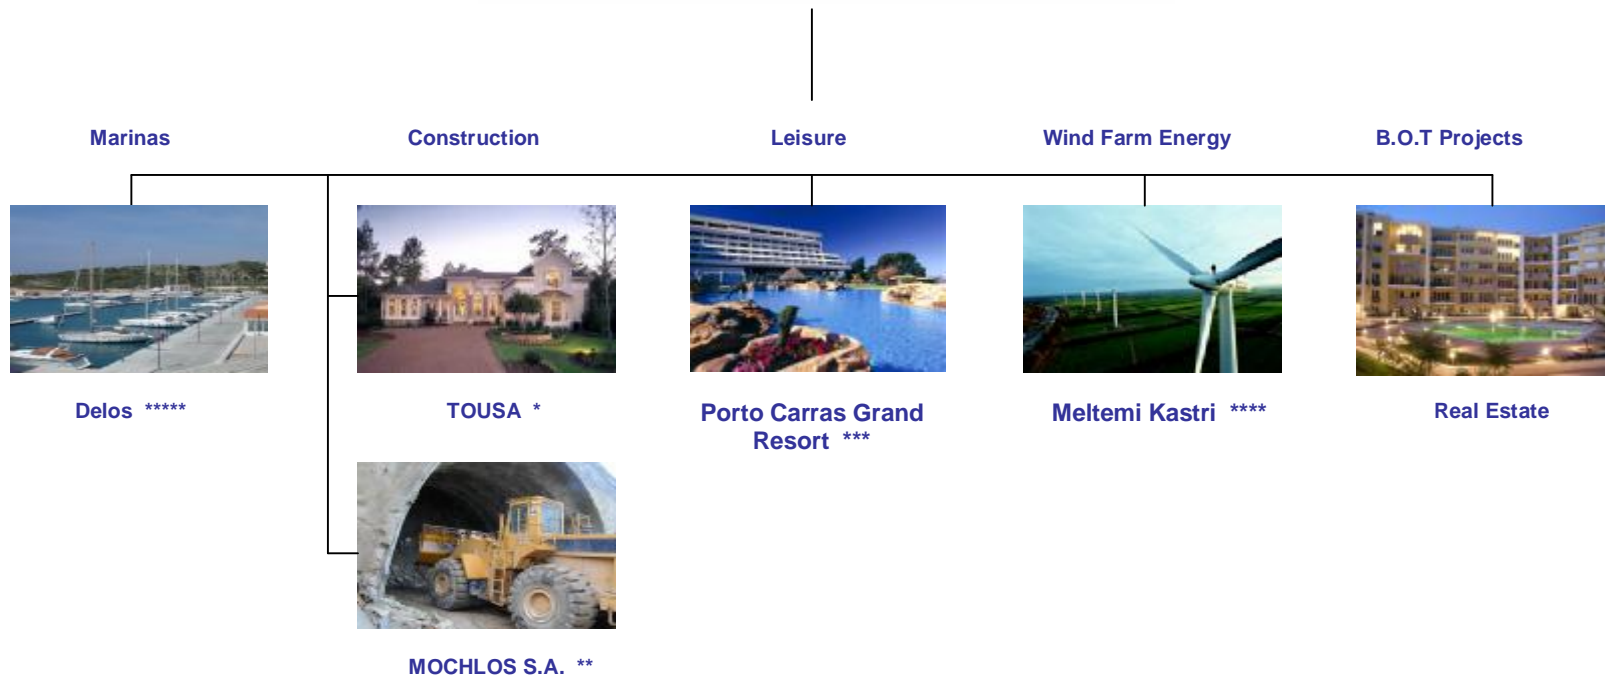 Marinas
Construction
Leisure
Wind Farm Energy
B.O.T Projects
Delos *****
TOUSA *
Porto Carras Grand
Resort ***
Meltemi Kastri ****
Real Estate
MOCHLOS S.A. **